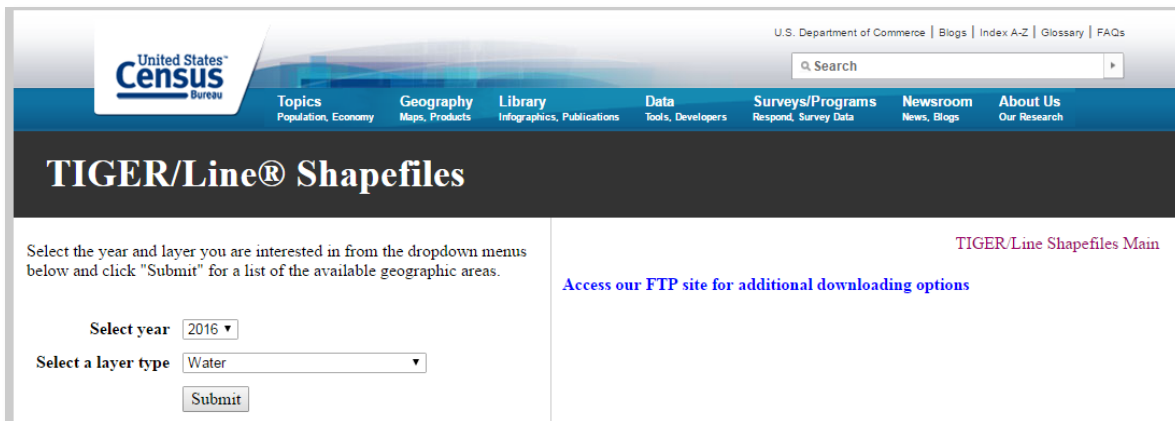 U.S. Department of Commerce | Blogs | Index A-Z | Glossary | FAQs
United States™
Census
Bureau
Search
Topics Geography Library Data Surveys/Programs Newsroom About Us
Population, Economy Maps, Products Infographics, Publications Tools, Developers Respond, Survey Data News, Blogs Our Research
TIGER/Line® Shapefiles
Select the year and layer you are interested in from the dropdown menus
below and click "Submit" for a list of the available geographic areas.
Select year 2016
Select a layer type Water
Submit
TIGER/Line Shapefiles Main
Access our FTP site for additional downloading options